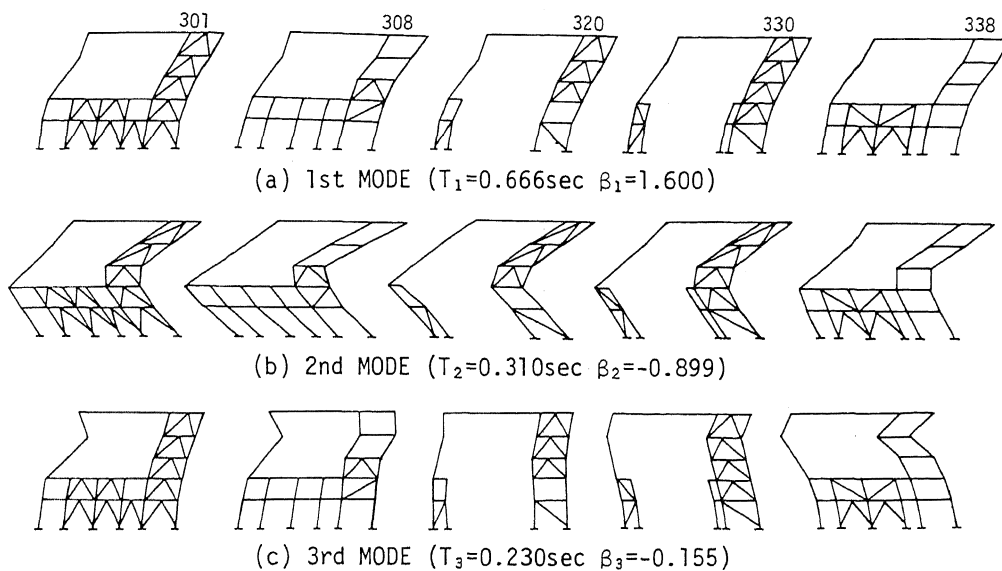 301 308 320 330 338
(a) 1st MODE (T₁=0.666sec β₁=1.600)
(b) 2nd MODE (T₂=0.310sec β₂=-0.899)
(c) 3rd MODE (T₃=0.230sec β₃=-0.155)